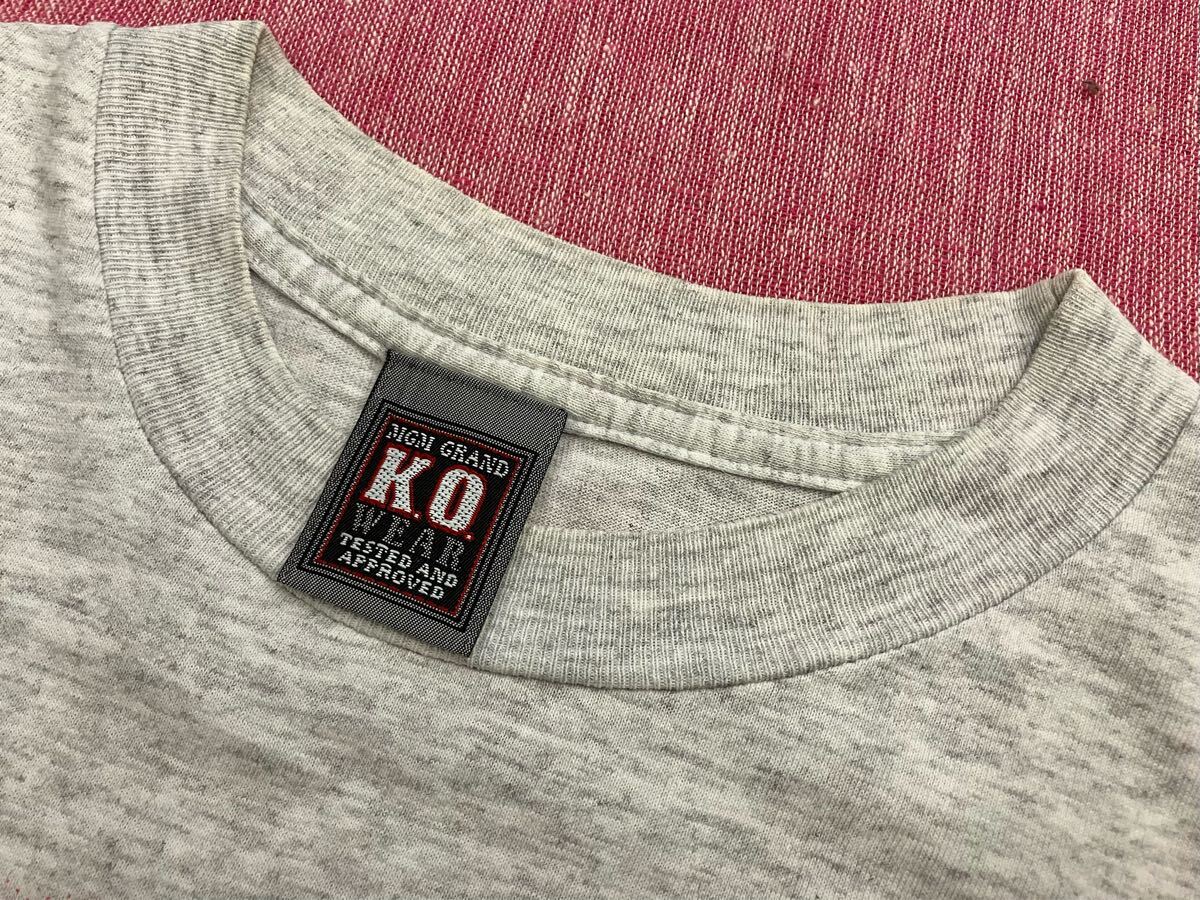 MGM GRAND
K.O.
WEAR
TESTED AND
APPROVED